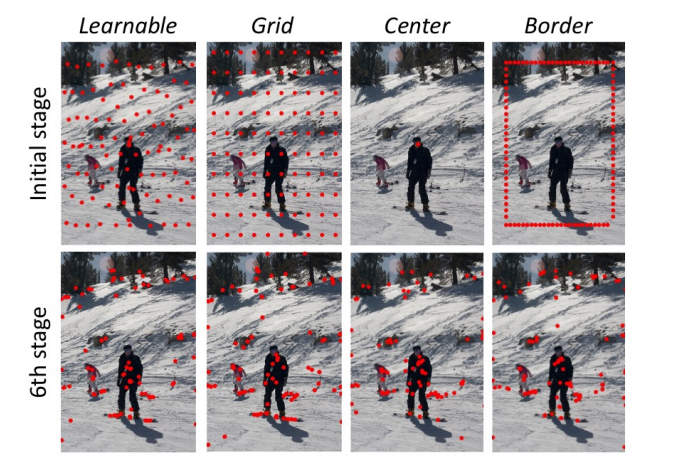 Learnable Grid Center Border
Initial stage
6th stage